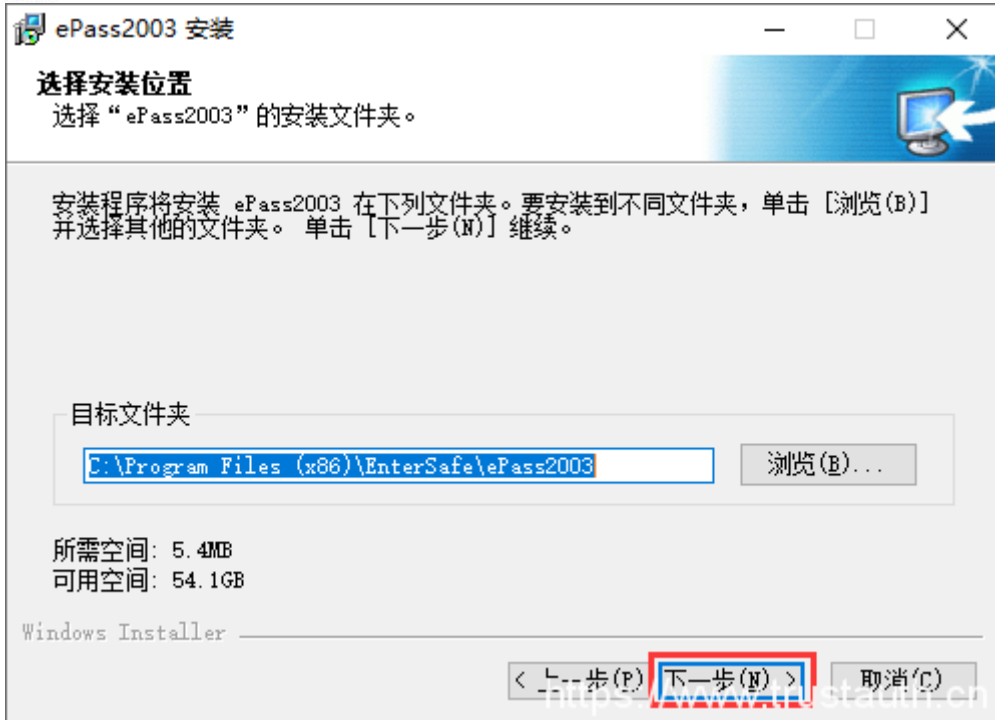 ePass2003 安装
选择安装位置
选择“ePass2003”的安装文件夹。
安装程序将安装 ePass2003 在下列文件夹。要安装到不同文件夹，单击 [浏览(B)]
并选择其他的文件夹。 单击 [下一步(N)] 继续。
目标文件夹
C:\Program Files (x86)\EnterSafe\ePass2003
浏览(B)...
所需空间: 5.4MB
可用空间: 54.1GB
Windows Installer
< 上一步(P) 下一步(N) > 取消(C)
https://www.trustauth.cn